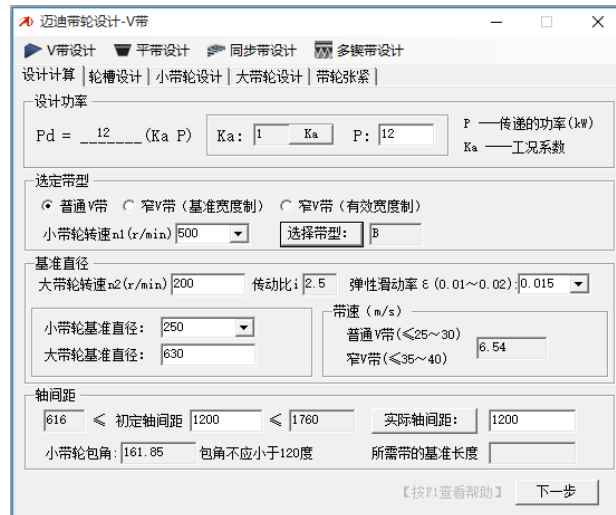 迈迪带轮设计-V带
V带设计 平带设计 同步带设计 多锲带设计
设计计算 轮槽设计 小带轮设计 大带轮设计 带轮张紧
设计功率
Pd = 12 (Ka P) Ka: 1 Ka P: 12
P ——传递的功率(kW)
Ka ——工况系数
选定带型
普通V带 窄V带(基准宽度制) 窄V带(有效宽度制)
小带轮转速n1(r/min) 500 选择带型: B
基准直径
大带轮转速n2(r/min) 200 传动比i 2.5 弹性滑动率ε(0.01～0.02): 0.015
小带轮基准直径: 250
大带轮基准直径: 630
带速(m/s)
普通V带(≤25～30)
窄V带(≤35～40)
6.54
轴间距
616 ≤ 初定轴间距 1200 ≤ 1760 实际轴间距: 1200
小带轮包角: 161.85 包角不应小于120度 所需带的基准长度
【按F1查看帮助】 下一步